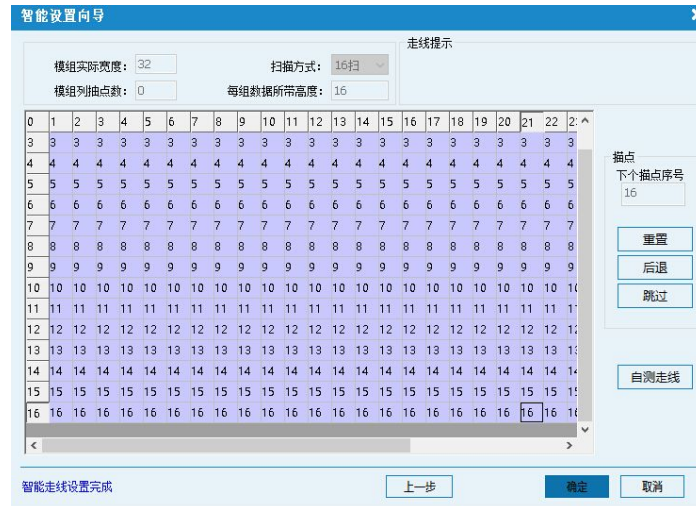 智能设置向导
走线提示
模组实际宽度： 32 扫描方式： 16扫
模组列抽点数： 0 每组数据所带高度： 16
0 1 2 3 4 5 6 7 8 9 10 11 12 13 14 15 16 17 18 19 20 21 22
3 3 3 3 3 3 3 3 3 3 3 3 3 3 3 3 3 3 3 3 3 3 3 3
4 4 4 4 4 4 4 4 4 4 4 4 4 4 4 4 4 4 4 4 4 4 4 4
5 5 5 5 5 5 5 5 5 5 5 5 5 5 5 5 5 5 5 5 5 5 5 5
6 6 6 6 6 6 6 6 6 6 6 6 6 6 6 6 6 6 6 6 6 6 6 6
7 7 7 7 7 7 7 7 7 7 7 7 7 7 7 7 7 7 7 7 7 7 7 7
8 8 8 8 8 8 8 8 8 8 8 8 8 8 8 8 8 8 8 8 8 8 8 8
9 9 9 9 9 9 9 9 9 9 9 9 9 9 9 9 9 9 9 9 9 9 9 9
10 10 10 10 10 10 10 10 10 10 10 10 10 10 10 10 10 10 10 10 10 10 10
11 11 11 11 11 11 11 11 11 11 11 11 11 11 11 11 11 11 11 11 11 11 11
12 12 12 12 12 12 12 12 12 12 12 12 12 12 12 12 12 12 12 12 12 12 12
13 13 13 13 13 13 13 13 13 13 13 13 13 13 13 13 13 13 13 13 13 13 13
14 14 14 14 14 14 14 14 14 14 14 14 14 14 14 14 14 14 14 14 14 14 14
15 15 15 15 15 15 15 15 15 15 15 15 15 15 15 15 15 15 15 15 15 15 15
16 16 16 16 16 16 16 16 16 16 16 16 16 16 16 16 16 16 16 16 16 16 16
描点
下个描点序号
16
重置
后退
跳过
自测走线
智能走线设置完成 上一步 确定 取消